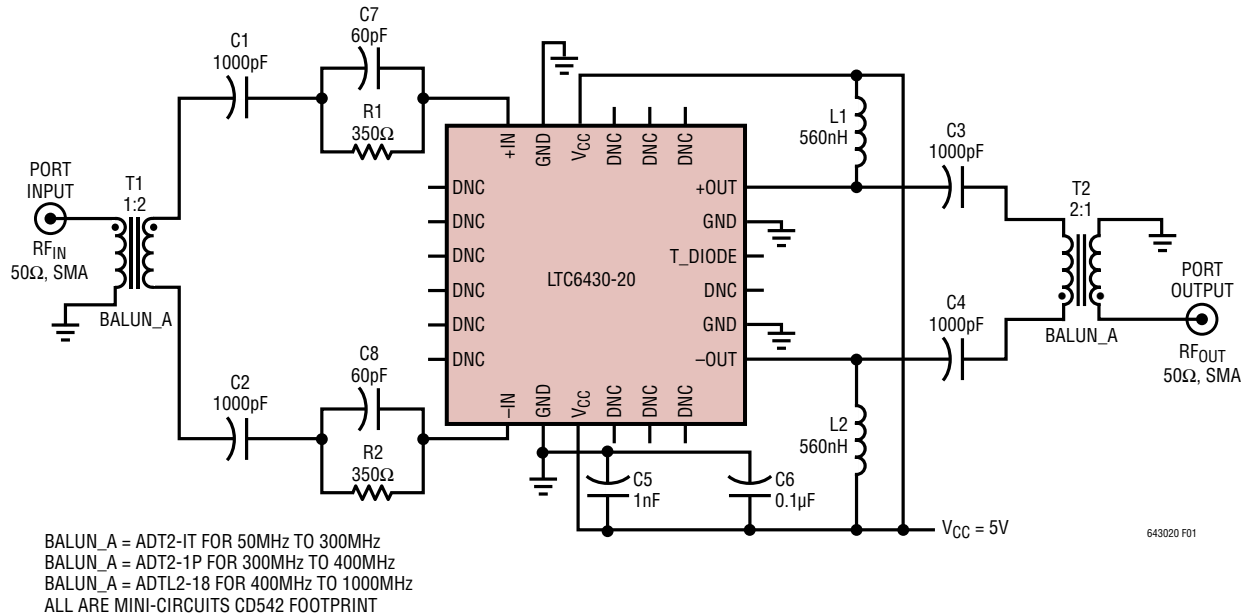 C7
60pF
C1
1000pF
R1
350Ω
PORT
INPUT
T1
1:2
RFIN
50Ω, SMA
BALUN_A
C2
1000pF
C8
60pF
R2
350Ω
+IN
GND
VCC
DNC
DNC
DNC
DNC
DNC
DNC
DNC
DNC
DNC
LTC6430-20
+OUT
GND
T_DIODE
DNC
GND
–OUT
–IN
GND
VCC
DNC
DNC
DNC
L1
560nH
C3
1000pF
T2
2:1
C4
1000pF
BALUN_A
PORT
OUTPUT
RFOUT
50Ω, SMA
L2
560nH
C5
1nF
C6
0.1µF
VCC = 5V
643020 F01
BALUN_A = ADT2-IT FOR 50MHz TO 300MHz
BALUN_A = ADT2-1P FOR 300MHz TO 400MHz
BALUN_A = ADTL2-18 FOR 400MHz TO 1000MHz
ALL ARE MINI-CIRCUITS CD542 FOOTPRINT